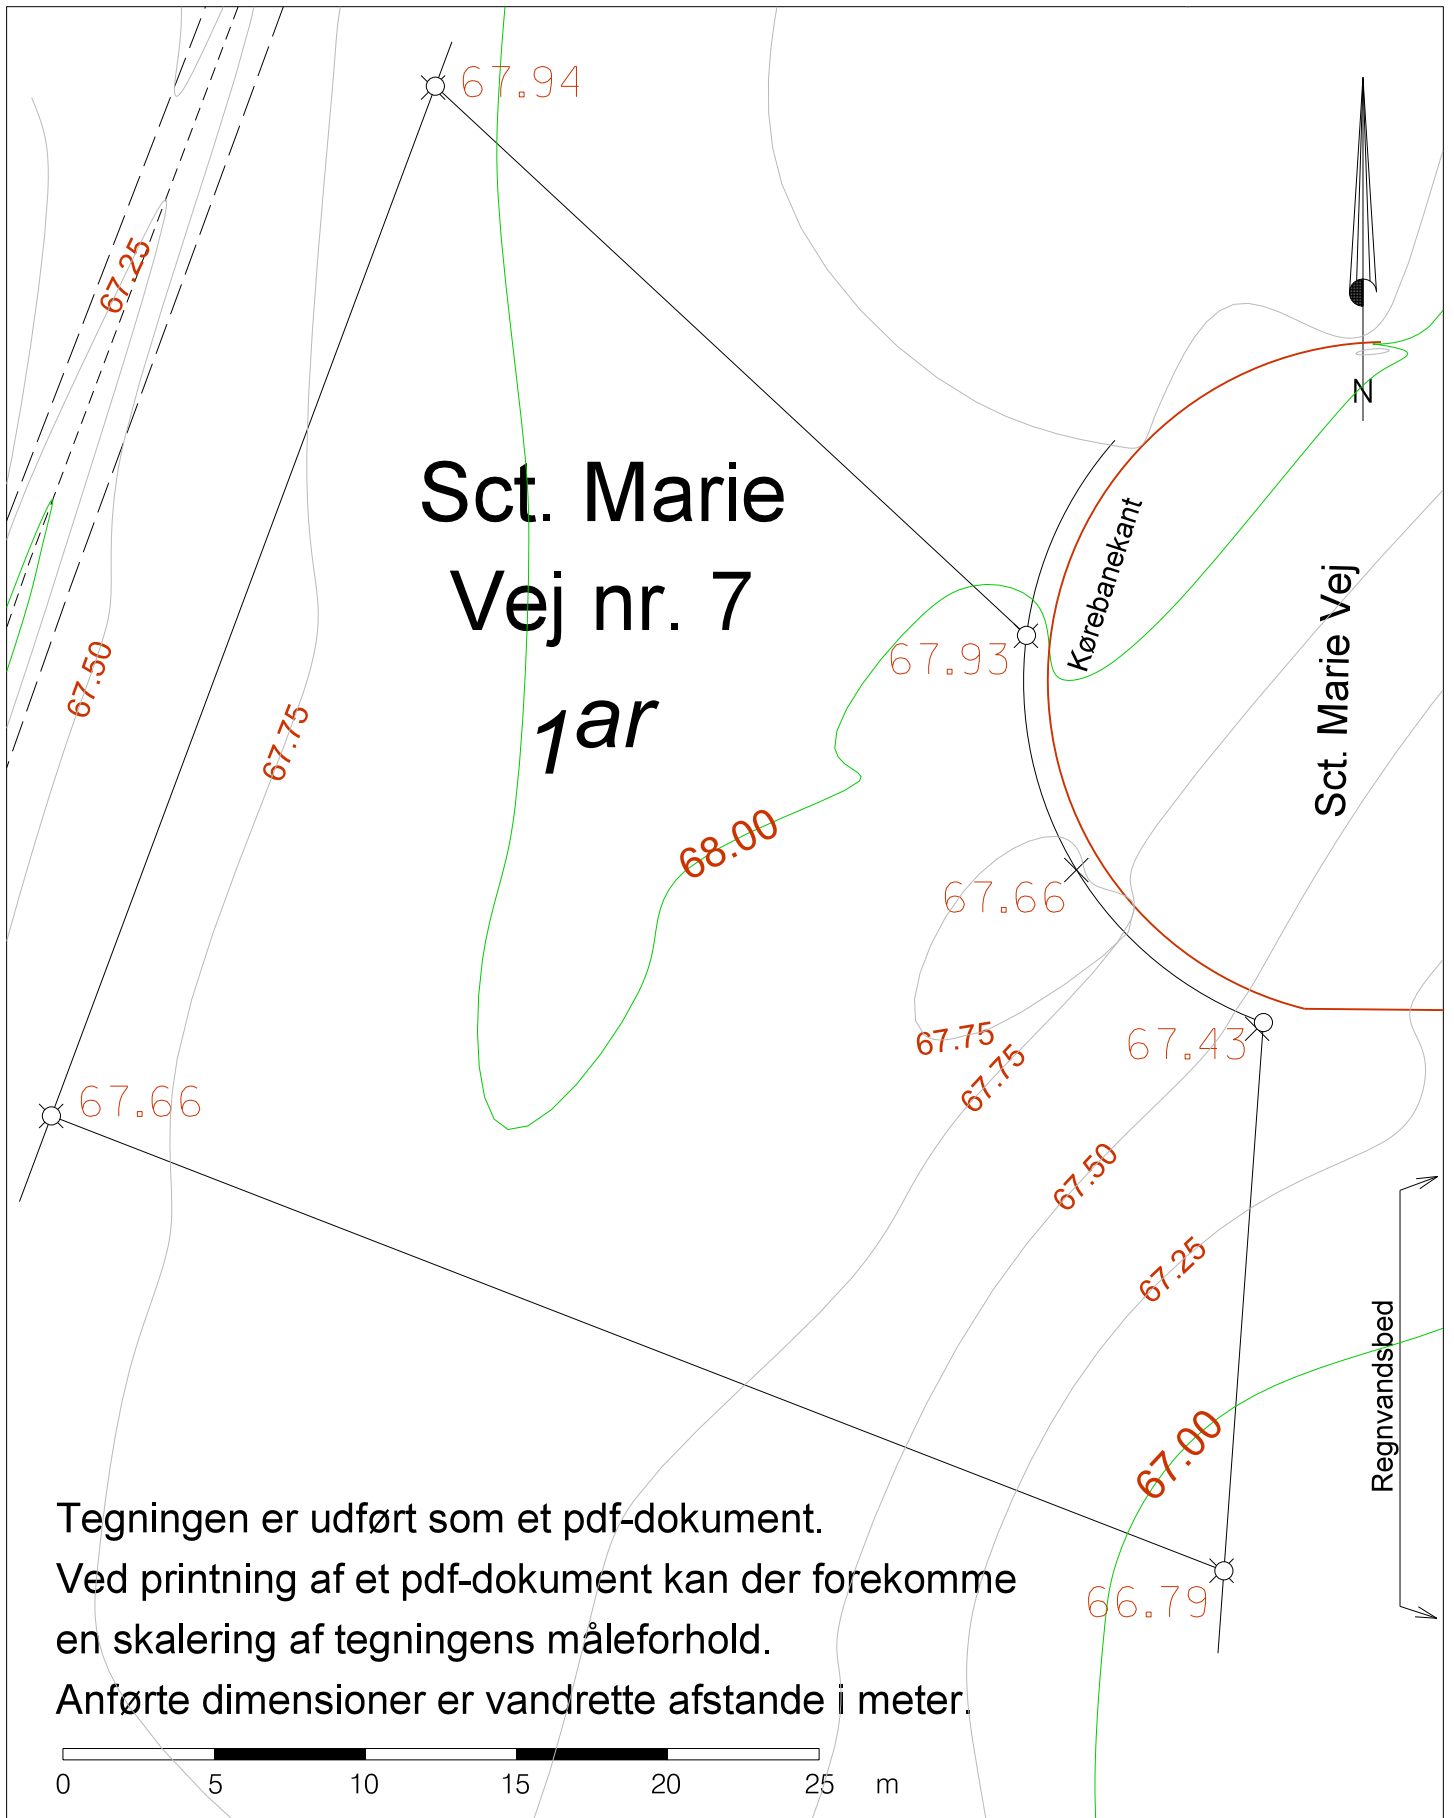 67.94
67.25
N
Sct. Marie
Vej nr. 7
1ar
Kørebanekant
Sct. Marie Vej
67.93
67.50
67.75
68.00
67.66
67.75
67.75
67.43
67.66
67.50
67.25
Regnvandsbed
67.00
66.79
Tegningen er udført som et pdf-dokument.
Ved printning af et pdf-dokument kan der forekomme
en skalering af tegningens måleforhold.
Anførte dimensioner er vandrette afstande i meter.
0 5 10 15 20 25 m